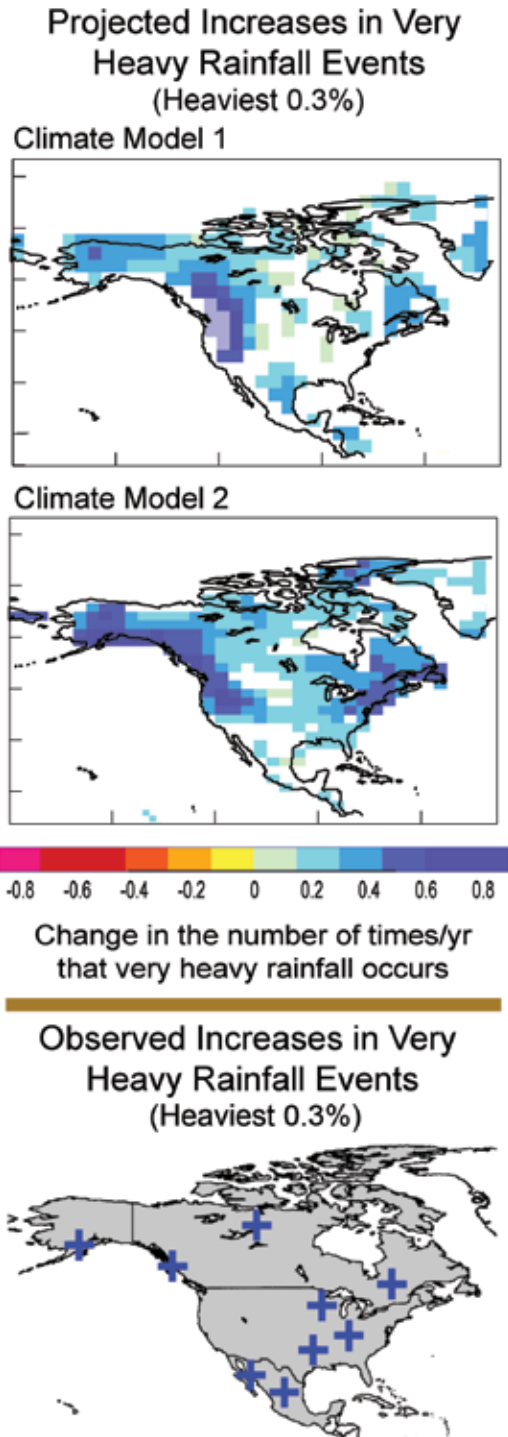 Projected Increases in Very
Heavy Rainfall Events
(Heaviest 0.3%)
Climate Model 1
Climate Model 2
-0.8 -0.6 -0.4 -0.2 0 0.2 0.4 0.6 0.8
Change in the number of times/yr
that very heavy rainfall occurs
Observed Increases in Very
Heavy Rainfall Events
(Heaviest 0.3%)